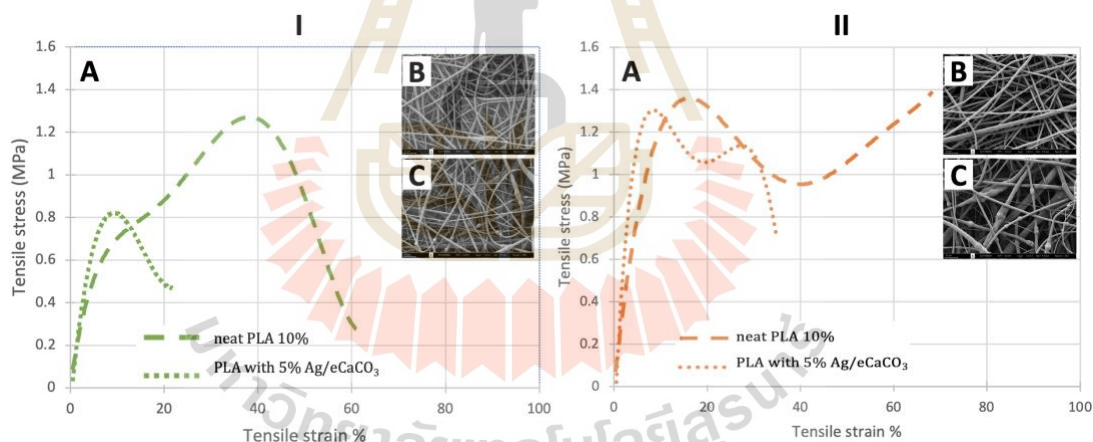 I
II
1.6
1.4
1.2
1
0.8
0.6
0.4
0.2
0
0
20
40
60
80
100
Tensile stress (MPa)
Tensile strain %
A
B
C
neat PLA 10%
PLA with 5% Ag/eCaCO₃
1.6
1.4
1.2
1
0.8
0.6
0.4
0.2
0
0
20
40
60
80
100
Tensile stress (MPa)
Tensile strain %
A
B
C
neat PLA 10%
PLA with 5% Ag/eCaCO₃